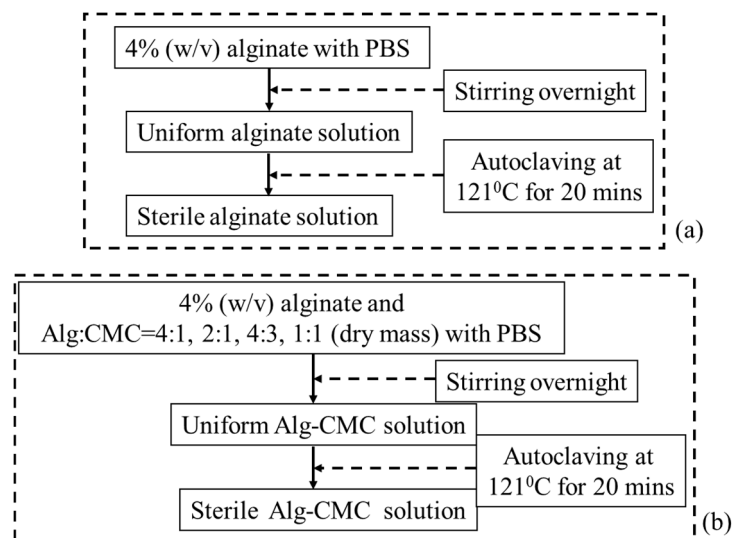 4% (w/v) alginate with PBS
Stirring overnight
Uniform alginate solution
Autoclaving at
121⁰C for 20 mins
Sterile alginate solution
(a)
4% (w/v) alginate and
Alg:CMC=4:1, 2:1, 4:3, 1:1 (dry mass) with PBS
Stirring overnight
Uniform Alg-CMC solution
Autoclaving at
121⁰C for 20 mins
Sterile Alg-CMC solution
(b)